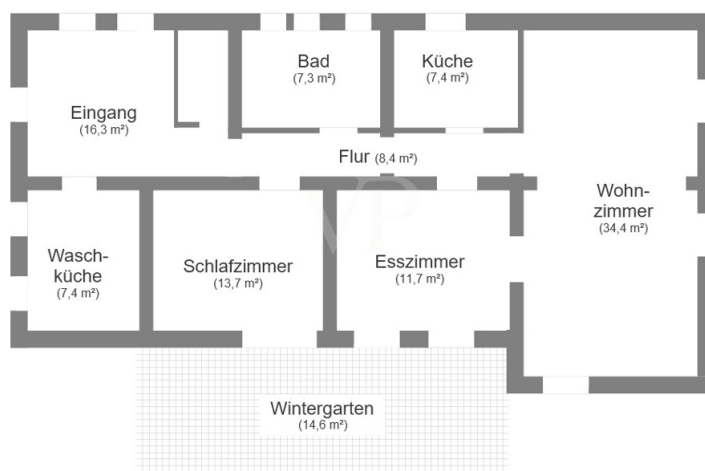 Bad
(7,3 m²)
Küche
(7,4 m²)
Eingang
(16,3 m²)
Flur (8,4 m²)
Wohn-
zimmer
(34,4 m²)
Wasch-
küche
(7,4 m²)
Schlafzimmer
(13,7 m²)
Esszimmer
(11,7 m²)
VP
Wintergarten
(14,6 m²)